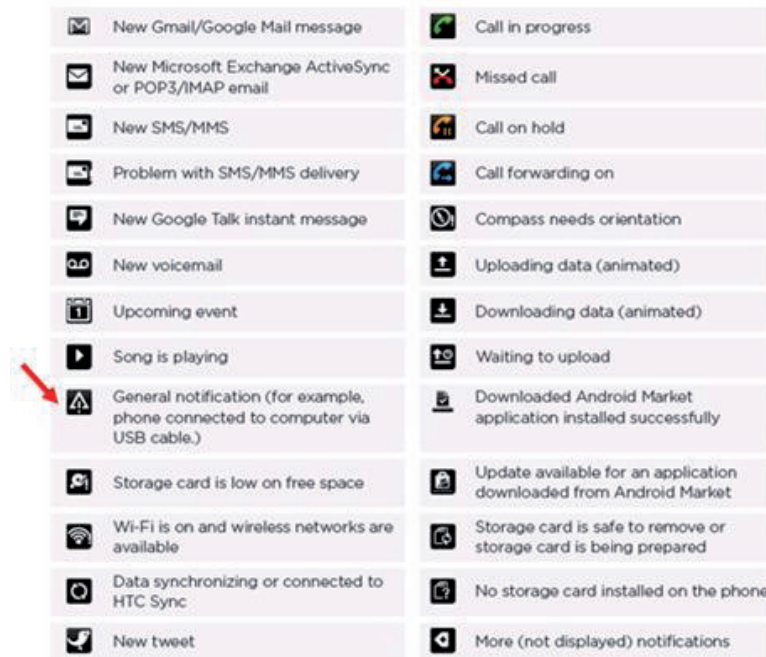 New Gmail/Google Mail message
New Microsoft Exchange ActiveSync
or POP3/IMAP email
New SMS/MMS
Problem with SMS/MMS delivery
New Google Talk instant message
New voicemail
1
Upcoming event
Song is playing
General notification (for example,
phone connected to computer via
USB cable.)
Storage card is low on free space
Wi-Fi is on and wireless networks are
available
Data synchronizing or connected to
HTC Sync
New tweet
Call in progress
Missed call
Call on hold
Call forwarding on
Compass needs orientation
Uploading data (animated)
Downloading data (animated)
Waiting to upload
Downloaded Android Market
application installed successfully
Update available for an application
downloaded from Android Market
Storage card is safe to remove or
storage card is being prepared
No storage card installed on the phone
More (not displayed) notifications